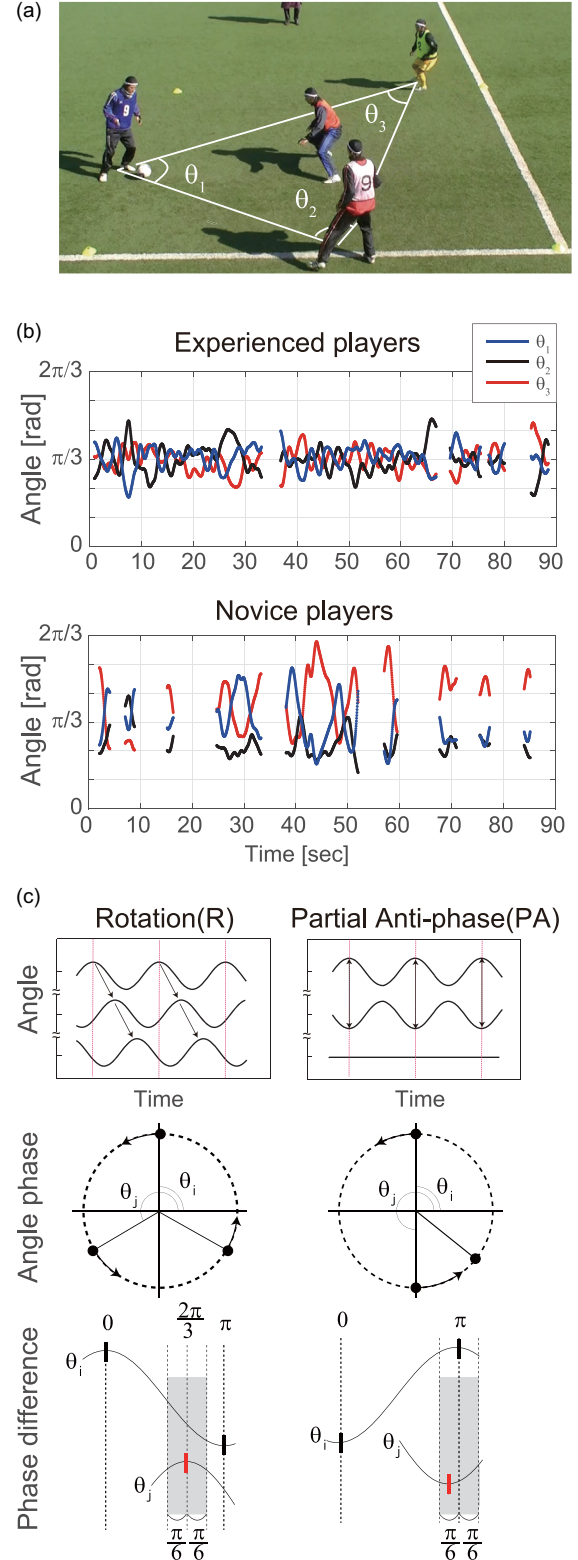 (a)
9
θ1
θ2
θ3
9
(b)
Experienced players
θ1
θ2
θ3
Angle [rad]
2π/3
π/3
0
0 10 20 30 40 50 60 70 80 90
Novice players
Angle [rad]
2π/3
π/3
0
0 10 20 30 40 50 60 70 80 90
Time [sec]
(c)
Rotation(R) Partial Anti-phase(PA)
Angle
Time Time
Angle phase
θj θi θj θi
Phase difference
0 2π/3 π 0 π
θi θj θi θj
π/6 π/6 π/6 π/6